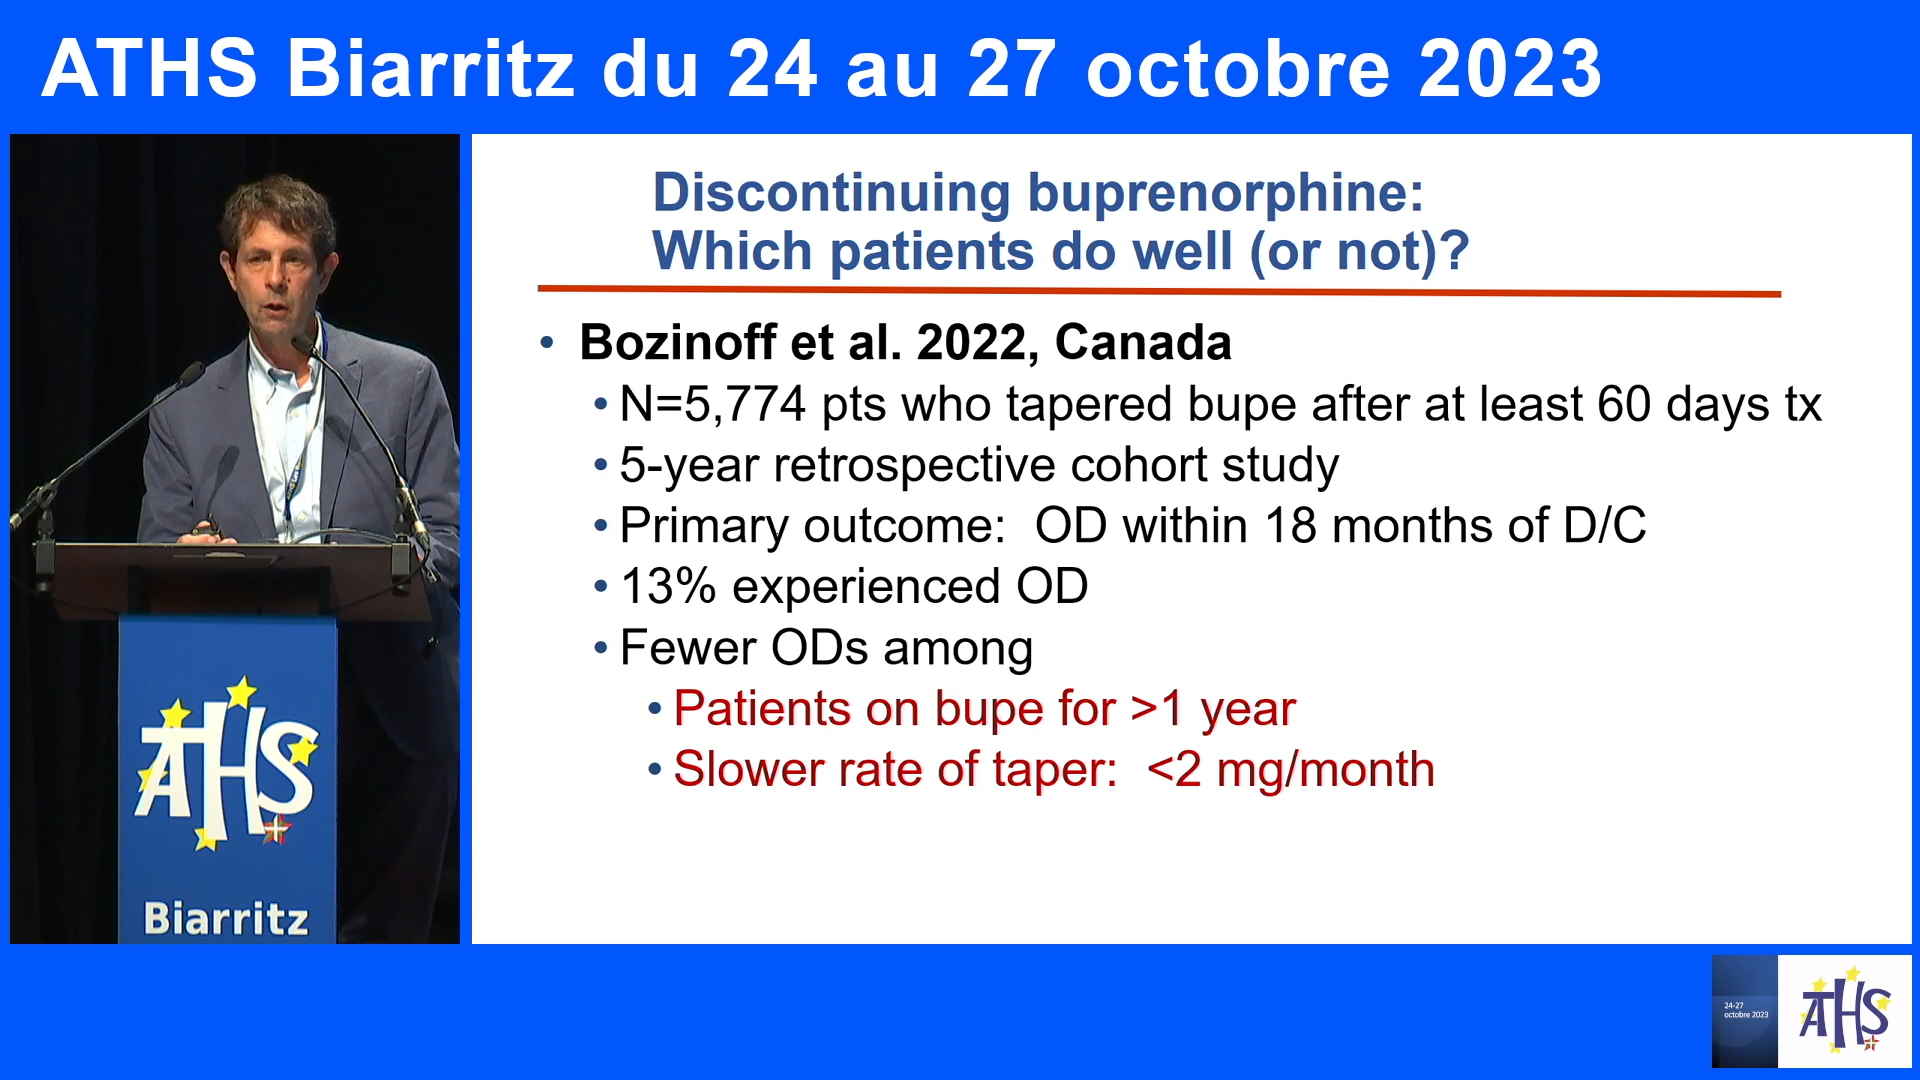 ATHS Biarritz du 24 au 27 octobre 2023
Discontinuing buprenorphine:
Which patients do well (or not)?
• Bozinoff et al. 2022, Canada
• N=5,774 pts who tapered bupe after at least 60 days tx
• 5-year retrospective cohort study
• Primary outcome:  OD within 18 months of D/C
• 13% experienced OD
• Fewer ODs among
• Patients on bupe for >1 year
• Slower rate of taper:  <2 mg/month
ATHS
Biarritz
24-27
octobre 2023
ATHS